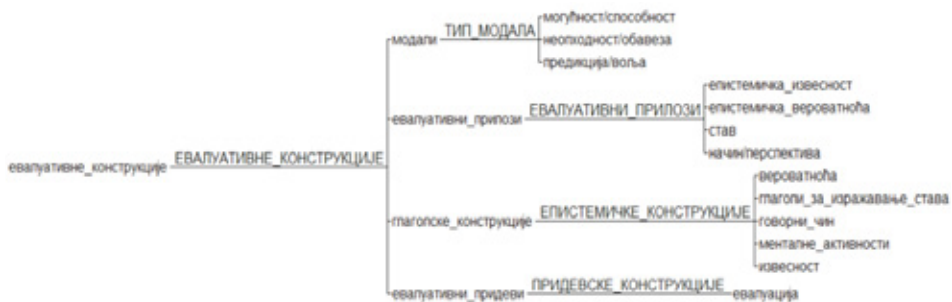 евалуативне_конструкције ЕВАЛУАТИВНЕ_КОНСТРУКЦИЈЕ
модали ТИП_МОДАЛА
могућност/способност
неопходност/обавеза
предикција/воља
евалуативни_прилози ЕВАЛУАТИВНИ_ПРИЛОЗИ
епистемичка_извесност
епистемичка_вероватноћа
став
начин/перспектива
глаголске_конструкције ЕПИСТЕМИЧКЕ_КОНСТРУКЦИЈЕ
вероватноћа
глаголи_за_изражавање_става
говорни_чин
менталне_активности
извесност
евалуативни_придеви ПРИДЕВСКЕ_КОНСТРУКЦИЈЕ
евалуација